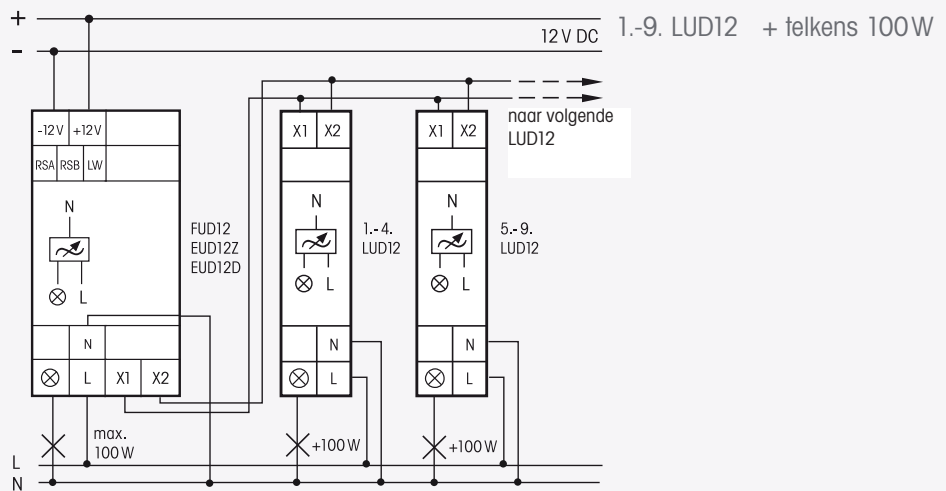 +
-
12 V DC
1.-9. LUD12 + telkens 100 W
-12 V +12 V
RSA RSB LW
N
L
FUD12
EUD12Z
EUD12D
N
L X1 X2
max.
100 W
X1 X2
N
L
1.- 4.
LUD12
N
L
+100 W
X1 X2
N
L
5.- 9.
LUD12
N
L
+100 W
naar volgende
LUD12
L
N